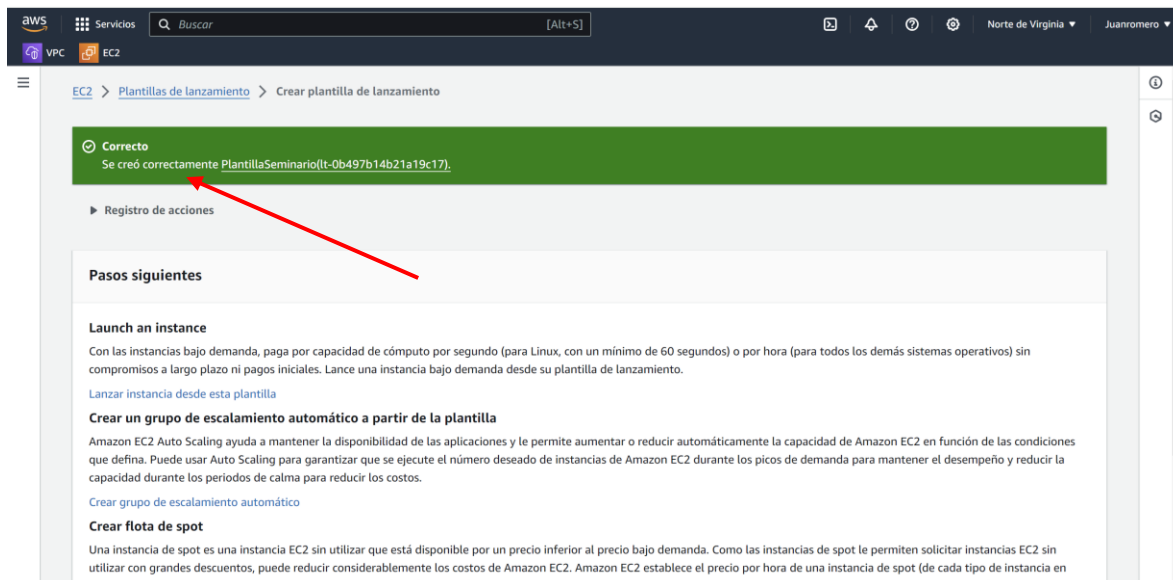 aws
Servicios
Buscar
[Alt+S]
Norte de Virginia
Juanromero
VPC
EC2
EC2 > Plantillas de lanzamiento > Crear plantilla de lanzamiento
Correcto
Se creó correctamente PlantillaSeminario(lt-0b497b14b21a19c17).
Registro de acciones
Pasos siguientes
Launch an instance
Con las instancias bajo demanda, paga por capacidad de cómputo por segundo (para Linux, con un mínimo de 60 segundos) o por hora (para todos los demás sistemas operativos) sin
compromisos a largo plazo ni pagos iniciales. Lance una instancia bajo demanda desde su plantilla de lanzamiento.
Lanzar instancia desde esta plantilla
Crear un grupo de escalamiento automático a partir de la plantilla
Amazon EC2 Auto Scaling ayuda a mantener la disponibilidad de las aplicaciones y le permite aumentar o reducir automáticamente la capacidad de Amazon EC2 en función de las condiciones
que defina. Puede usar Auto Scaling para garantizar que se ejecute el número deseado de instancias de Amazon EC2 durante los picos de demanda para mantener el desempeño y reducir la
capacidad durante los periodos de calma para reducir los costos.
Crear grupo de escalamiento automático
Crear flota de spot
Una instancia de spot es una instancia EC2 sin utilizar que está disponible por un precio inferior al precio bajo demanda. Como las instancias de spot le permiten solicitar instancias EC2 sin
utilizar con grandes descuentos, puede reducir considerablemente los costos de Amazon EC2. Amazon EC2 establece el precio por hora de una instancia de spot (de cada tipo de instancia en